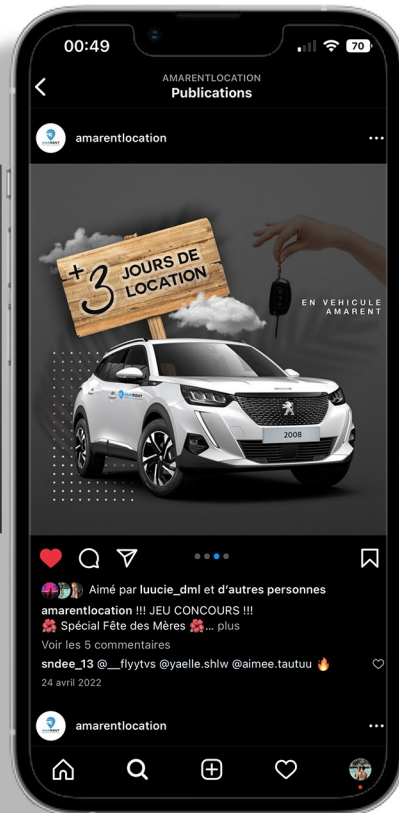 00:49
70
AMARENTLOCATION
Publications
amarentlocation
+3 JOURS DE
LOCATION
EN VEHICULE
AMARENT
2008
Aimé par luucie_dml et d'autres personnes
amarentlocation !!! JEU CONCOURS !!!
🌺 Spécial Fête des Mères 🌺... plus
Voir les 5 commentaires
sndee_13 @__flyytvs @yaelle.shlw @aimee.tautuu 🔥
24 avril 2022
amarentlocation